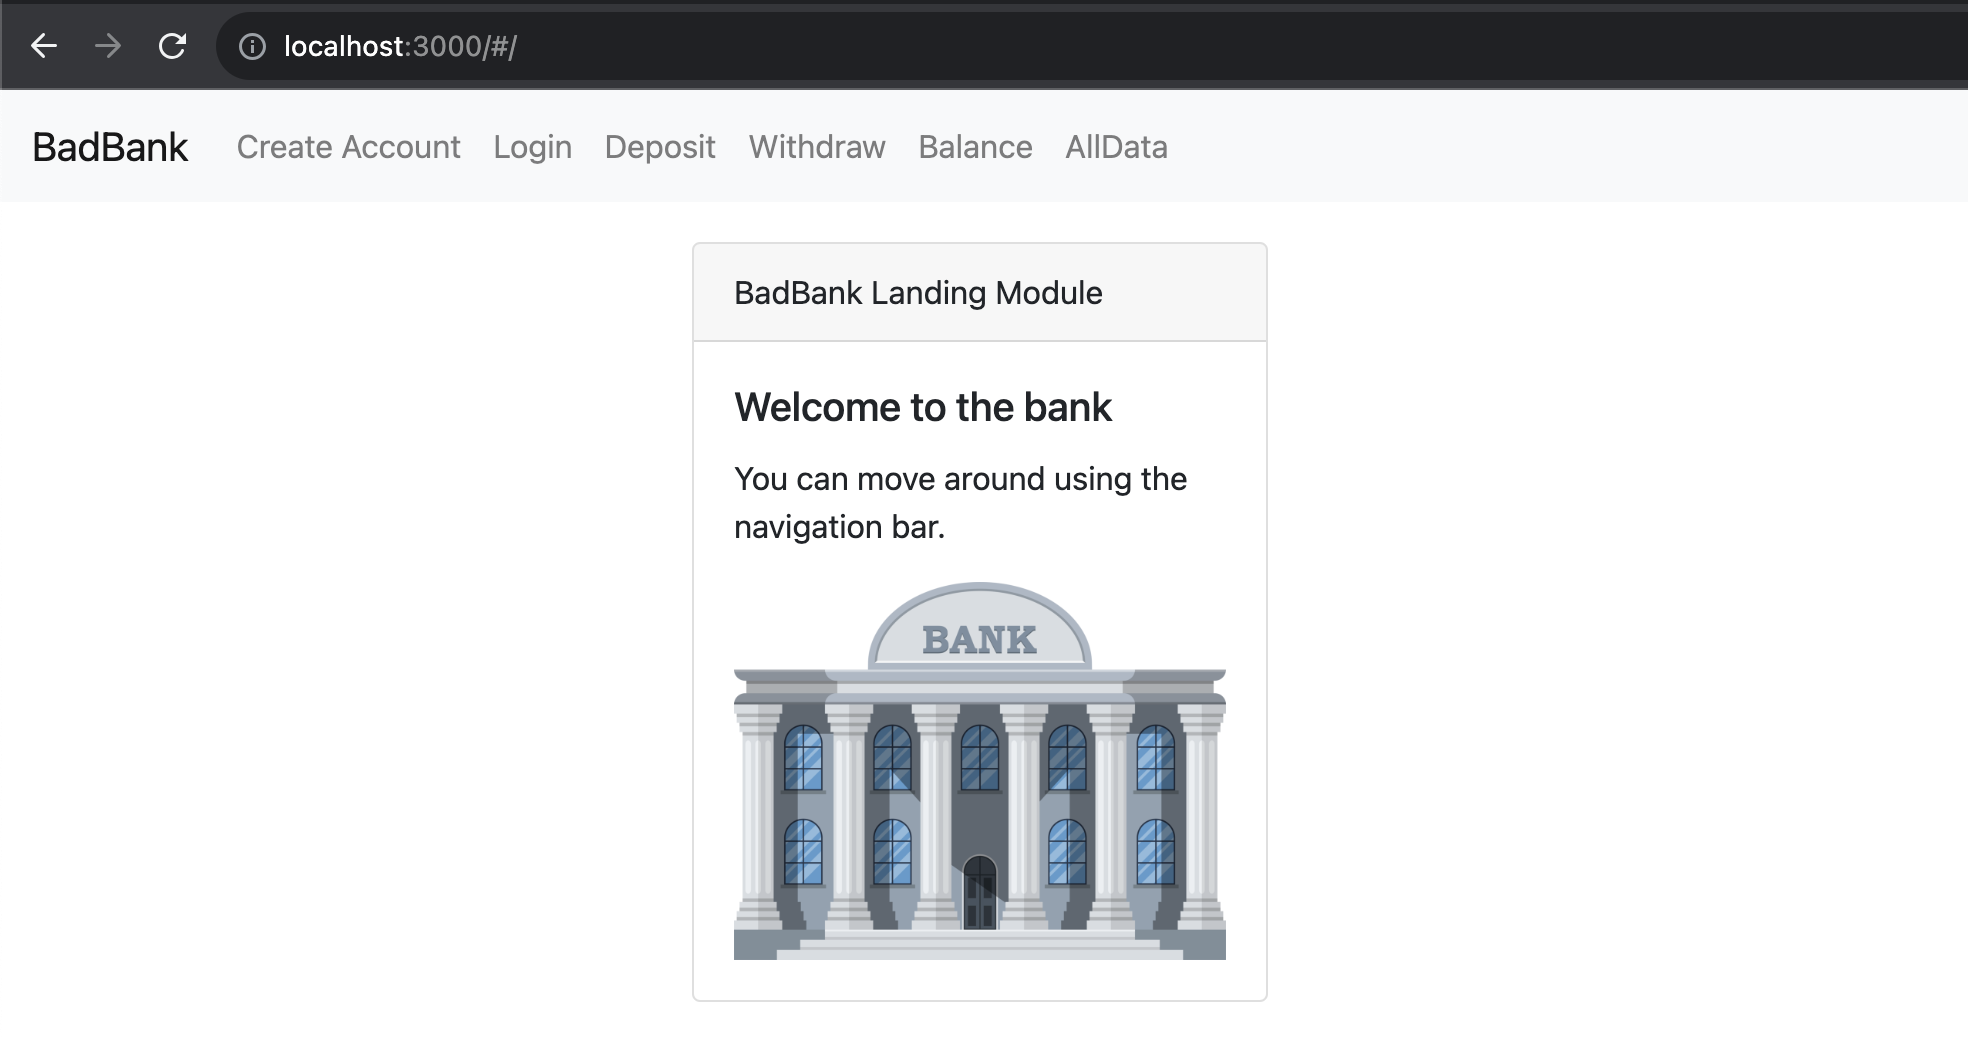 localhost:3000/#/
BadBank Create Account Login Deposit Withdraw Balance AllData
BadBank Landing Module
Welcome to the bank
You can move around using the
navigation bar.
BANK